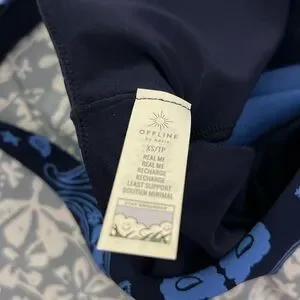 OFFLINE
by aerie
XS/TP
REAL ME
REAL ME
RECHARGE
RECHARGE
LEAST SUPPORT
SOUTIEN MINIMAL